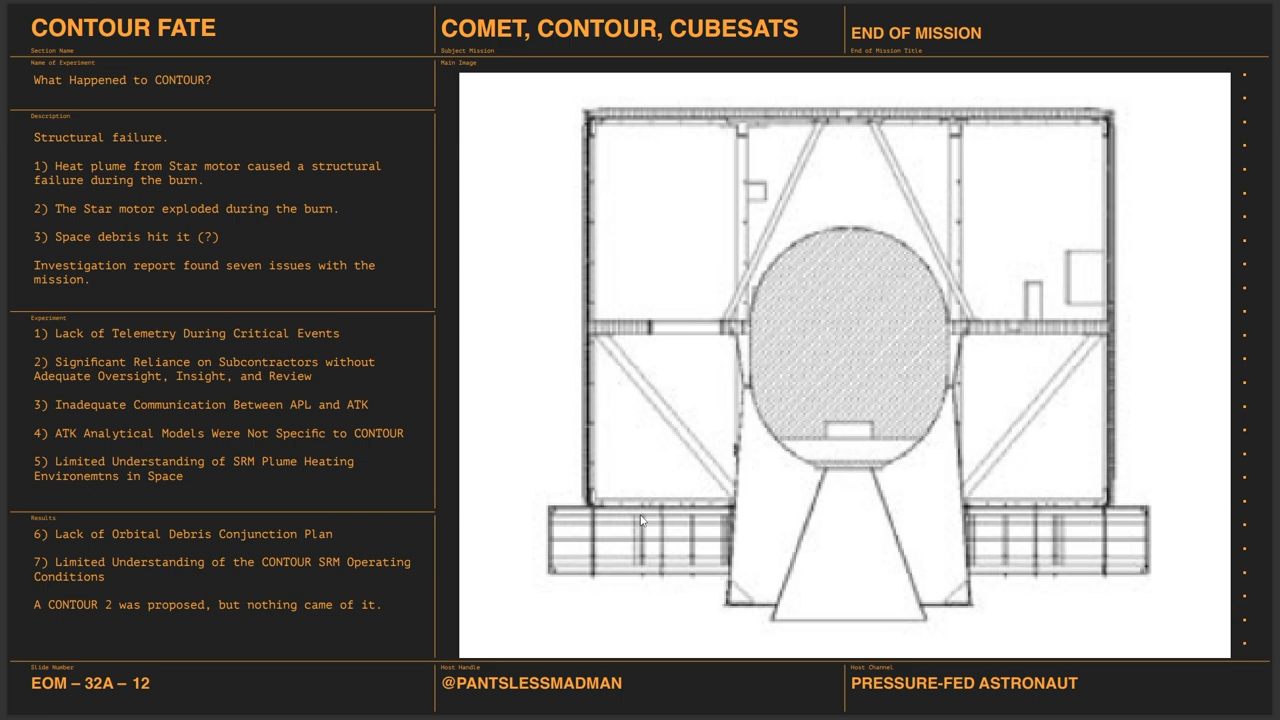 CONTOUR FATE
Section Name
COMET, CONTOUR, CUBESATS
Subject Mission
END OF MISSION
End of Mission Title
Name of Experiment
What Happened to CONTOUR?
Description
Structural failure.
1) Heat plume from Star motor caused a structural
failure during the burn.
2) The Star motor exploded during the burn.
3) Space debris hit it (?)
Investigation report found seven issues with the
mission.
Experiment
1) Lack of Telemetry During Critical Events
2) Significant Reliance on Subcontractors without
Adequate Oversight, Insight, and Review
3) Inadequate Communication Between APL and ATK
4) ATK Analytical Models Were Not Specific to CONTOUR
5) Limited Understanding of SRM Plume Heating
Environemtns in Space
Results
6) Lack of Orbital Debris Conjunction Plan
7) Limited Understanding of the CONTOUR SRM Operating
Conditions
A CONTOUR 2 was proposed, but nothing came of it.
Main Image
Slide Number
EOM – 32A – 12
Host Handle
@PANTSLESSMADMAN
Host Channel
PRESSURE-FED ASTRONAUT